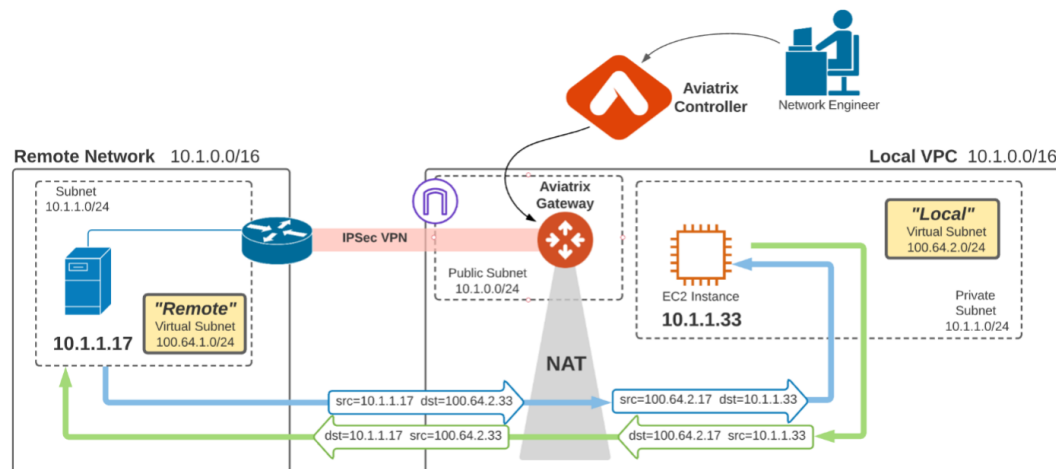 Aviatrix
Controller
Network Engineer
Remote Network 10.1.0.0/16
Local VPC 10.1.0.0/16
Subnet
10.1.1.0/24
10.1.1.17
"Remote"
Virtual Subnet
100.64.1.0/24
IPSec VPN
Aviatrix
Gateway
Public Subnet
10.1.0.0/24
EC2 Instance
10.1.1.33
"Local"
Virtual Subnet
100.64.2.0/24
Private
Subnet
10.1.1.0/24
NAT
src=10.1.1.17 dst=100.64.2.33
src=100.64.2.17 dst=10.1.1.33
dst=10.1.1.17 src=100.64.2.33
dst=100.64.2.17 src=10.1.1.33